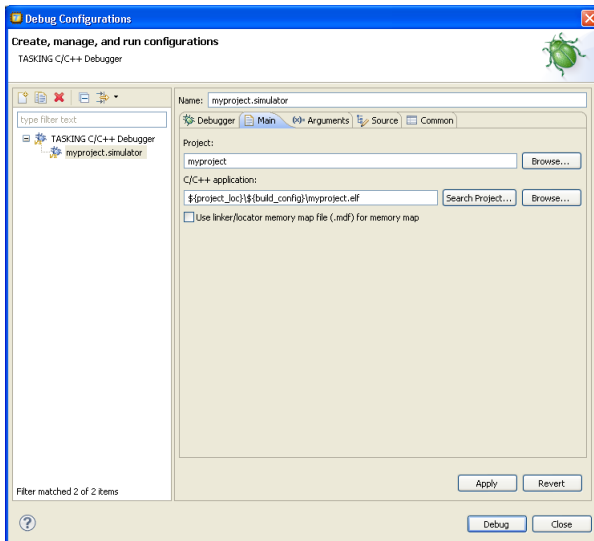 Debug Configurations
Create, manage, and run configurations
TASKING C/C++ Debugger
type filter text
TASKING C/C++ Debugger
myproject.simulator
Filter matched 2 of 2 items
Name: myproject.simulator
Debugger Main Arguments Source Common
Project:
myproject Browse...
C/C++ application:
${project_loc}\${build_config}\myproject.elf Search Project... Browse...
Use linker/locator memory map file (.mdf) for memory map
Apply Revert
Debug Close